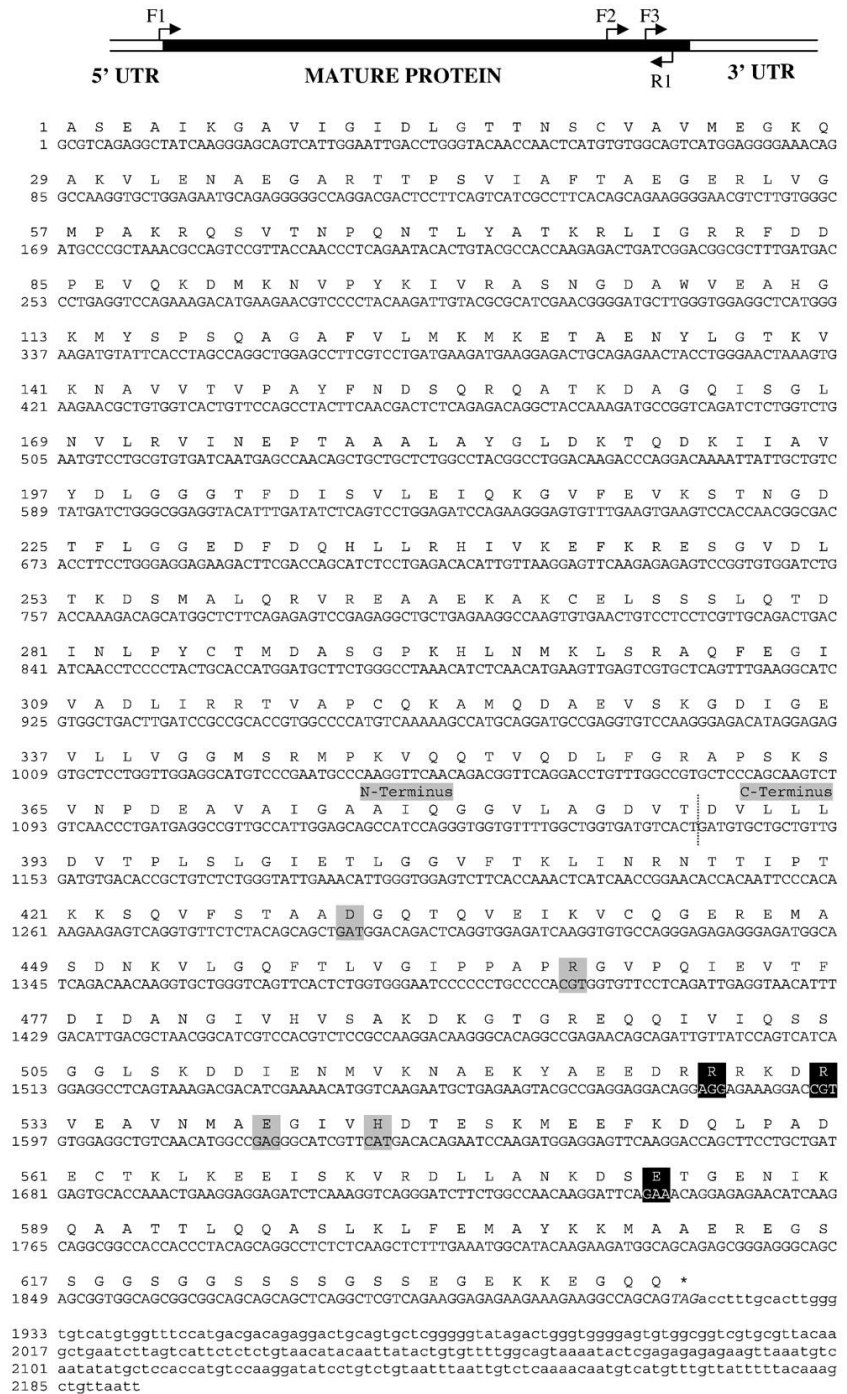 F1 F2 F3
5' UTR MATURE PROTEIN 3' UTR
R1
1 A S E A I K G A V I G I D L G T T N S C V A V M E G K Q
1 GCGTCAGAGGCTATCAAGGGAGCAGTCATTGGAATTGACCTGGGTACAACCAACTCATGTGTGGCAGTCATGGAGGGGAAACAG
29 A K V L E N A E G A R T T P S V I A F T A E G E R L V G
85 GCCAAGGTGCTGGAGAATGCAGAGGGGGCCAGGACGACTCCTTCAGTCATCGCCTTCACAGCAGAAGGGGAACGTCTTGTGGGC
57 M P A K R Q S V T N P Q N T L Y A T K R L I G R R F D D
169 ATGCCCGCTAAACGCCAGTCCGTTACCAACCCTCAGAATACACTGTACGCCACCAAGAGACTGATCGGACGGCGCTTTGATGAC
85 P E V Q K D M K N V P Y K I V R A S N G D A W V E A H G
253 CCTGAGGTCCAGAAAGACATGAAGAACGTCCCCTACAAGATTGTACGCGCATCGAACGGGGATGCTTGGGTGGAGGCTCATGGG
113 K M Y S P S Q A G A F V L M K M K E T A E N Y L G T K V
337 AAGATGTATTCACCTAGCCAGGCTGGAGCCTTCGTCCTGATGAAGATGAAGGAGACTGCAGAGAACTACCTGGGAACTAAAGTG
141 K N A V V T V P A Y F N D S Q R Q A T K D A G Q I S G L
421 AAGAACGCTGTGGTCACTGTTCCAGCCTACTTCAACGACTCTCAGAGACAGGCTACCAAAGATGCCGGTCAGATCTCTGGTCTG
169 N V L R V I N E P T A A A L A Y G L D K T Q D K I I A V
505 AATGTCCTGCGTGTGATCAATGAGCCAACAGCTGCTGCTCTGGCCTACGGCCTGGACAAGACCCAGGACAAAATTATTGCTGTC
197 Y D L G G G T F D I S V L E I Q K G V F E V K S T N G D
589 TATGATCTGGGCGGAGGTACATTTGATATCTCAGTCCTGGAGATCCAGAAGGGAGTGTTTGAAGTGAAGTCCACCAACGGCGAC
225 T F L G G E D F D Q H L L R H I V K E F K R E S G V D L
673 ACCTTCCTGGGAGGAGAAGACTTCGACCAGCATCTCCTGAGACACATTGTTAAGGAGTTCAAGAGAGAGTCCGGTGTGGATCTG
253 T K D S M A L Q R V R E A A E K A K C E L S S S L Q T D
757 ACCAAAGACAGCATGGCTCTTCAGAGAGTCCGAGAGGCTGCTGAGAAGGCCAAGTGTGAACTGTCCTCCTCGTTGCAGACTGAC
281 I N L P Y C T M D A S G P K H L N M K L S R A Q F E G I
841 ATCAACCTCCCCTACTGCACCATGGATGCTTCTGGGCCTAAACATCTCAACATGAAGTTGAGTCGTGCTCAGTTTGAAGGCATC
309 V A D L I R R T V A P C Q K A M Q D A E V S K G D I G E
925 GTGGCTGACTTGATCCGCCGCACCGTGGCCCCATGTCAAAAAGCCATGCAGGATGCCGAGGTGTCCAAGGGAGACATAGGAGAG
337 V L L V G G M S R M P K V Q Q T V Q D L F G R A P S K S
1009 GTGCTCCTGGTTGGAGGCATGTCCCGAATGCCCAAGGTTCAACAGACGGTTCAGGACCTGTTTGGCCGTGCTCCCAGCAAGTCT
N-Terminus C-Terminus
365 V N P D E A V A I G A A I Q G G V L A G D V T D V L L L
1093 GTCAACCCTGATGAGGCCGTTGCCATTGGAGCAGCCATCCAGGGTGGTGTTTTGGCTGGTGATGTCACTGATGTGCTGCTGTTG
393 D V T P L S L G I E T L G G V F T K L I N R N T T I P T
1153 GATGTGACACCGCTGTCTCTGGGTATTGAAACATTGGGTGGAGTCTTCACCAAACTCATCAACCGGAACACCACAATTCCCACA
421 K K S Q V F S T A A D G Q T Q V E I K V C Q G E R E M A
1261 AAGAAGAGTCAGGTGTTCTCTACAGCAGCTGATGGACAGACTCAGGTGGAGATCAAGGTGTGCCAGGGAGAGAGGGAGATGGCA
449 S D N K V L G Q F T L V G I P P A P R G V P Q I E V T F
1345 TCAGACAACAAGGTGCTGGGTCAGTTCACTCTGGTGGGAATCCCCCCTGCCCCACGTGGTGTTCCTCAGATTGAGGTAACATTT
477 D I D A N G I V H V S A K D K G T G R E Q Q I V I Q S S
1429 GACATTGACGCTAACGGCATCGTCCACGTCTCCGCCAAGGACAAGGGCACAGGCCGAGAACAGCAGATTGTTATCCAGTCATCA
505 G G L S K D D I E N M V K N A E K Y A E E D R R R K D R
1513 GGAGGCCTCAGTAAAGACGACATCGAAAACATGGTCAAGAATGCTGAGAAGTACGCCGAGGAGGACAGGAGGAGAAAGGACCGT
533 V E A V N M A E G I V H D T E S K M E E F K D Q L P A D
1597 GTGGAGGCTGTCAACATGGCCGAGGGCATCGTTCATGACACAGAATCCAAGATGGAGGAGTTCAAGGACCAGCTTCCTGCTGAT
561 E C T K L K E E I S K V R D L L A N K D S E T G E N I K
1681 GAGTGCACCAAACTGAAGGAGGAGATCTCAAAGGTCAGGGATCTTCTGGCCAACAAGGATTCAGAAACAGGAGAGAACATCAAG
589 Q A A T T L Q Q A S L K L F E M A Y K K M A A E R E G S
1765 CAGGCGGCCACCACCCTACAGCAGGCCTCTCTCAAGCTCTTTGAAATGGCATACAAGAAGATGGCAGCAGAGCGGGAGGGCAGC
617 S G G S G G S S S S G S S E G E K K E G Q Q *
1849 AGCGGTGGCAGCGGCGGCAGCAGCAGCTCAGGCTCGTCAGAAGGAGAGAAGAAAGAAGGCCAGCAGTAGacctttgcacttggg
1933 tgtcatgtggtttccatgacgacagaggactgcagtgctcgggggtatagactggggtggggagtgtggcggtcgtgcgttacaa
2017 gctgaatcttagtcattctctctgtaacatacaattatactgtgttttggcagtaaaatactcgagagagagagaagttaaatgtc
2101 aatatatgctccaccatgtccaaggatatatcctgtctgtaatttaattgtctcaaaacaatgtcatgtttgttatttttacaaag
2185 ctgttaatt